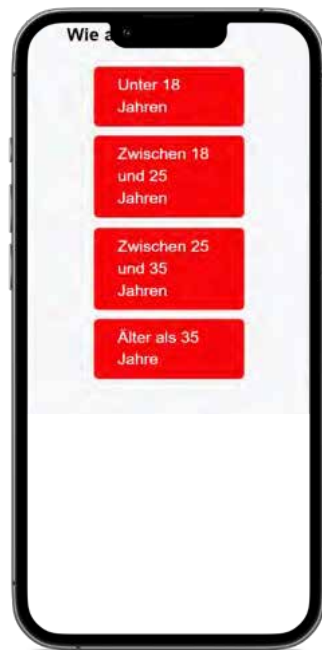 Wie a
Unter 18
Jahren
Zwischen 18
und 25
Jahren
Zwischen 25
und 35
Jahren
Älter als 35
Jahre